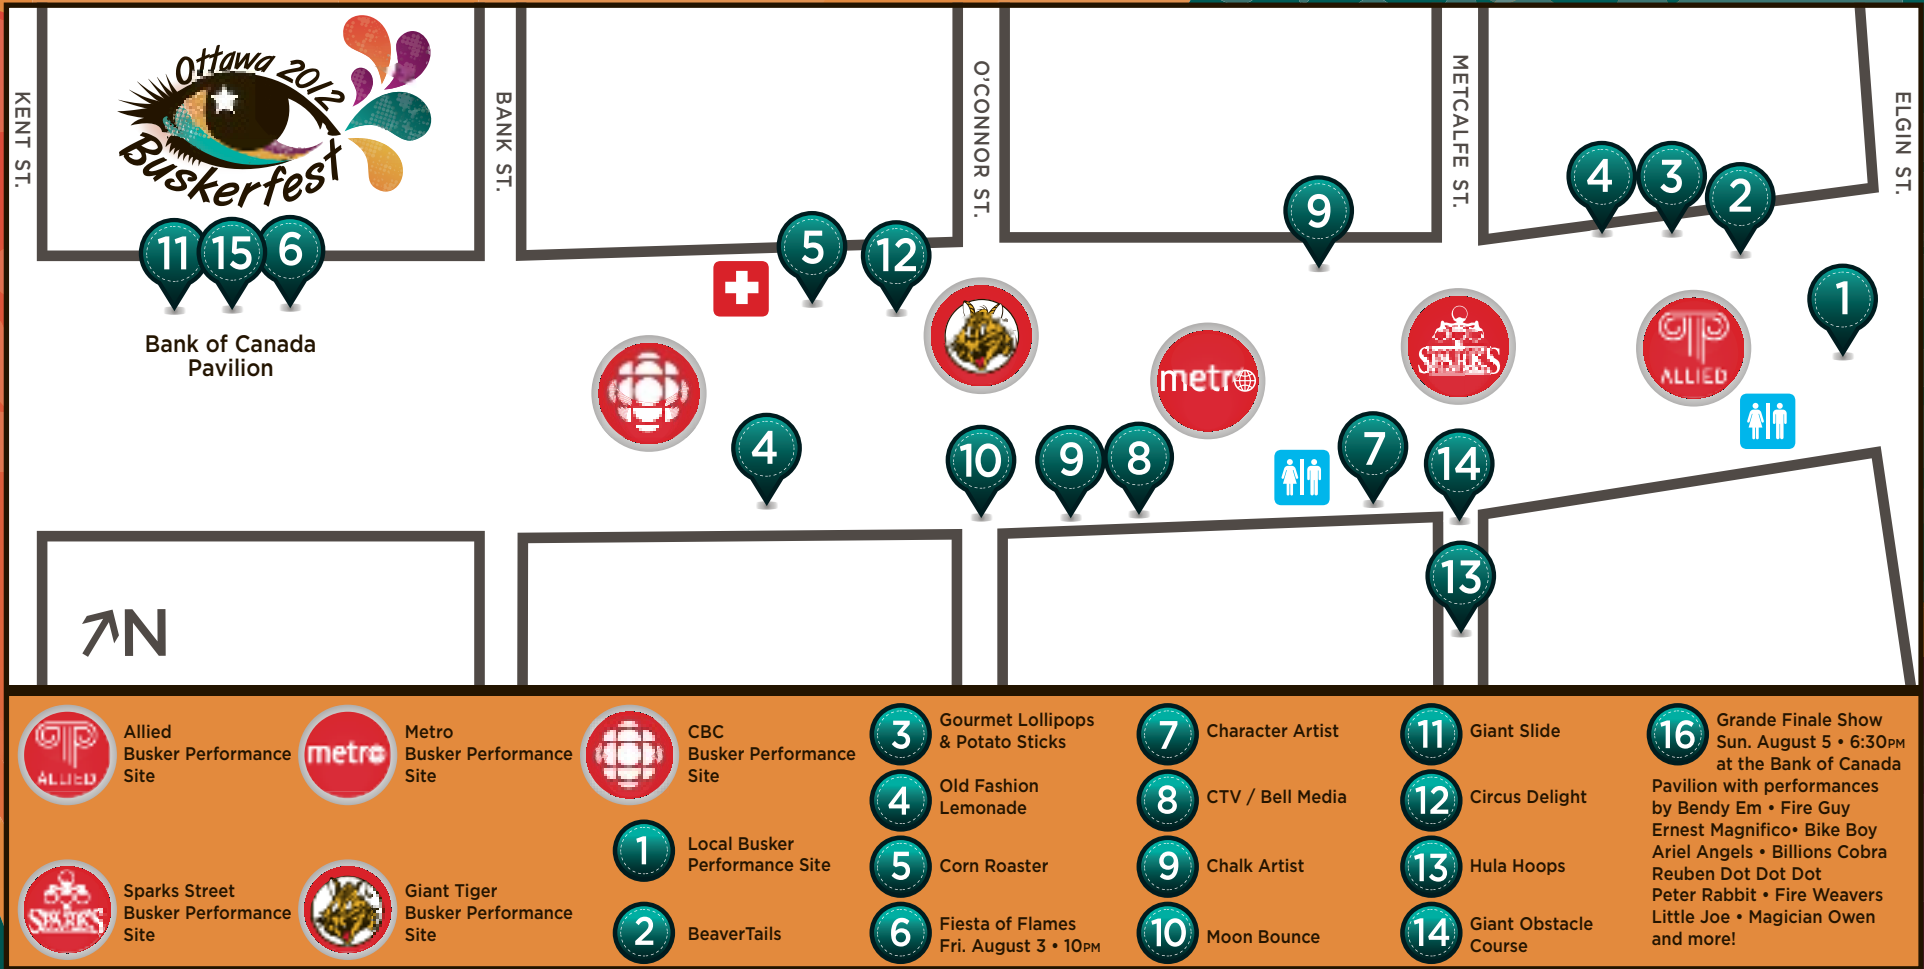 Ottawa 2012
Buskerfest
KENT ST.
BANK ST.
O'CONNOR ST.
METCALFE ST.
ELGIN ST.
11
15
6
Bank of Canada
Pavilion
5
12
9
4
3
2
1
metro
SPARKS
ALLIED
4
10
9
8
7
14
13
N
ALLIED
Allied
Busker Performance
Site
metro
Metro
Busker Performance
Site
CBC
Busker Performance
Site
SPARKS
Sparks Street
Busker Performance
Site
Giant Tiger
Busker Performance
Site
1
Local Busker
Performance Site
2
BeaverTails
3
Gourmet Lollipops
& Potato Sticks
4
Old Fashion
Lemonade
5
Corn Roaster
6
Fiesta of Flames
Fri. August 3 • 10PM
7
Character Artist
8
CTV / Bell Media
9
Chalk Artist
10
Moon Bounce
11
Giant Slide
12
Circus Delight
13
Hula Hoops
14
Giant Obstacle
Course
16
Grande Finale Show
Sun. August 5 • 6:30PM
at the Bank of Canada
Pavilion with performances
by Bendy Em • Fire Guy
Ernest Magnifico• Bike Boy
Ariel Angels • Billions Cobra
Reuben Dot Dot Dot
Peter Rabbit • Fire Weavers
Little Joe • Magician Owen
and more!